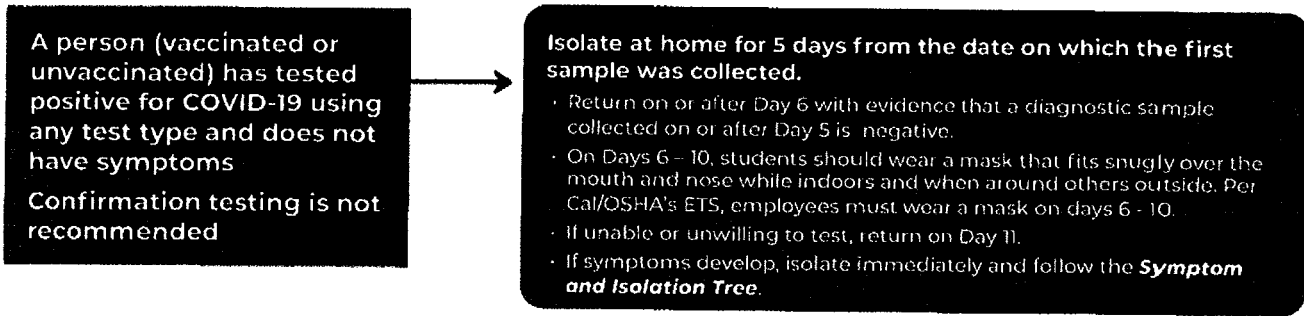 A person (vaccinated or
unvaccinated) has tested
positive for COVID-19 using
any test type and does not
have symptoms
Confirmation testing is not
recommended
Isolate at home for 5 days from the date on which the first
sample was collected.
· Return on or after Day 6 with evidence that a diagnostic sample
collected on or after Day 5 is negative.
· On Days 6 – 10, students should wear a mask that fits snugly over the
mouth and nose while indoors and when around others outside. Per
Cal/OSHA's ETS, employees must wear a mask on days 6 - 10.
· If unable or unwilling to test, return on Day 11.
· If symptoms develop, isolate immediately and follow the Symptom
and Isolation Tree.